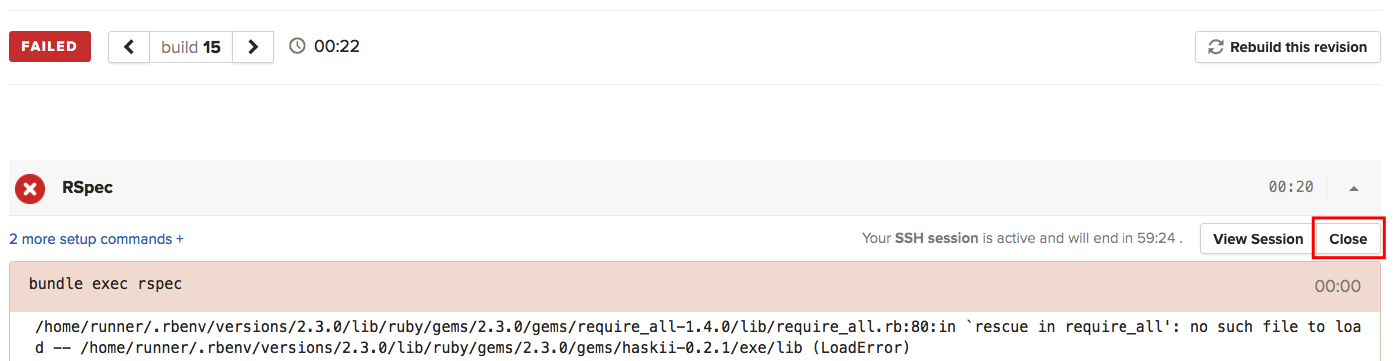 FAILED build 15 00:22 Rebuild this revision
RSpec 00:20
2 more setup commands + Your SSH session is active and will end in 59:24 . View Session Close
bundle exec rspec 00:00
/home/runner/.rbenv/versions/2.3.0/lib/ruby/gems/2.3.0/gems/require_all-1.4.0/lib/require_all.rb:80:in `rescue in require_all': no such file to loa
d -- /home/runner/.rbenv/versions/2.3.0/lib/ruby/gems/2.3.0/gems/haskii-0.2.1/exe/lib (LoadError)